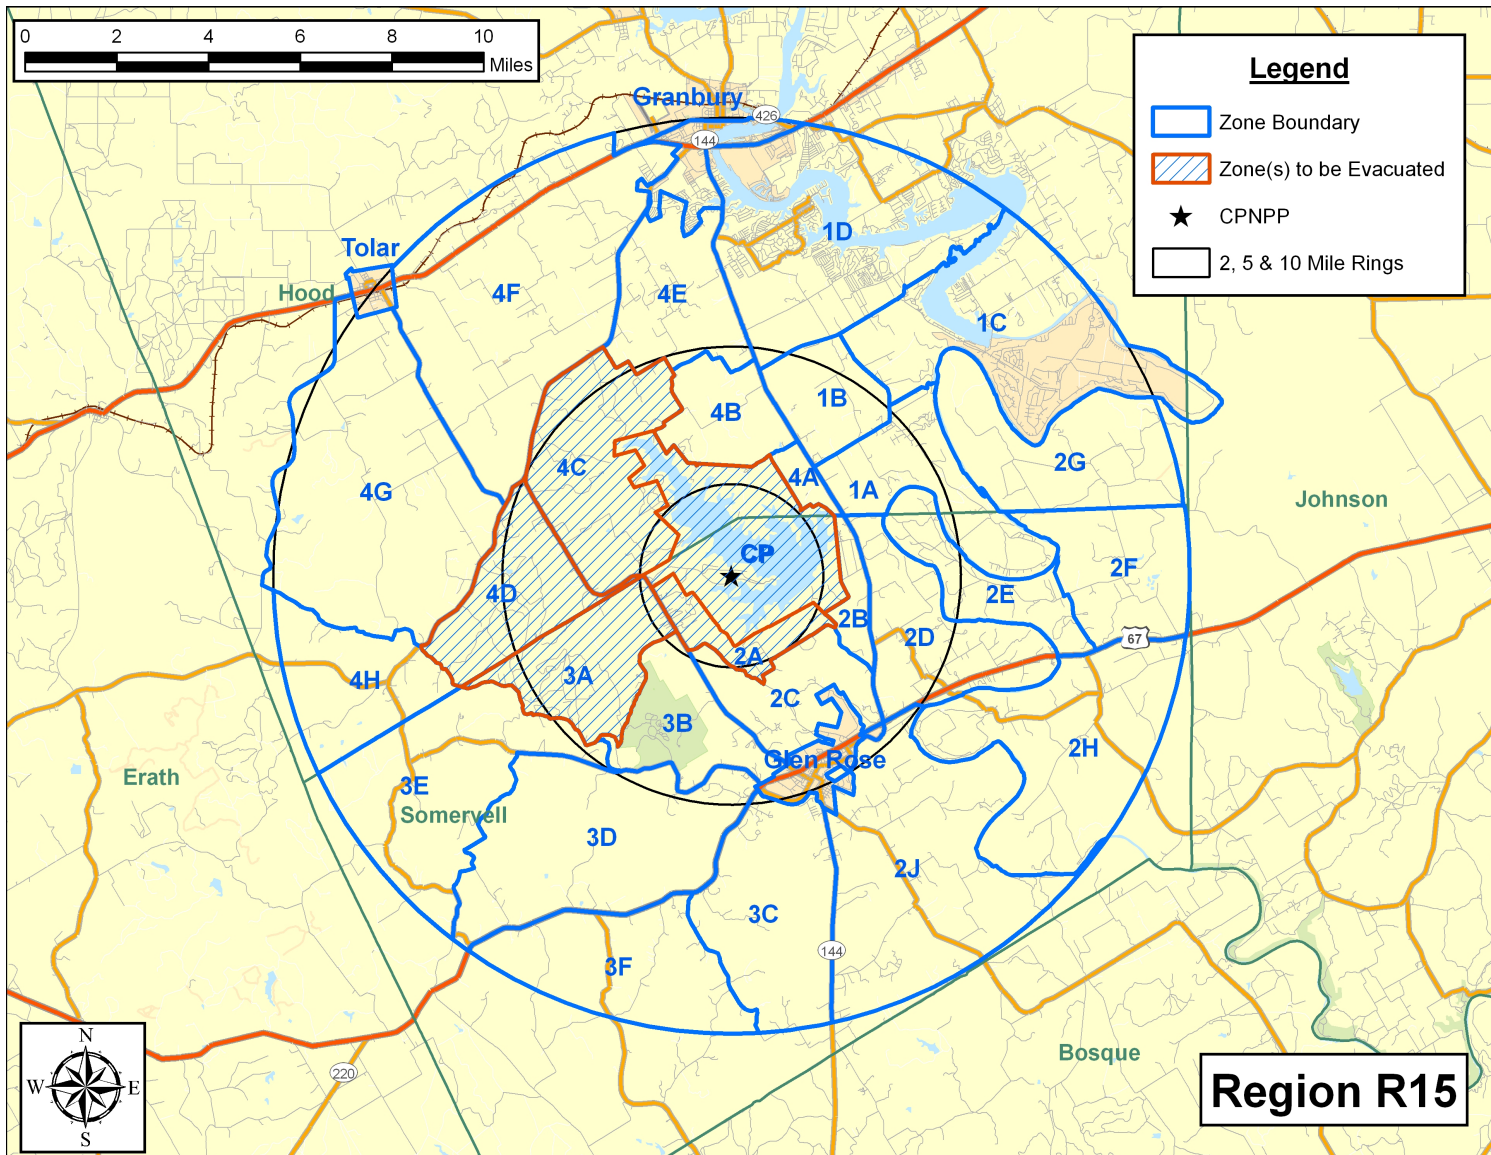 0 2 4 6 8 10
Miles
Legend
Zone Boundary
Zone(s) to be Evacuated
CPNPP
2, 5 & 10 Mile Rings
Granbury
426
144
1D
Tolar
Hood
4F
4E
1C
4B
1B
2G
4C
4A
1A
4G
Johnson
CP
2F
4D
2E
2B
2D
67
2A
3A
4H
2C
3B
2H
Glen Rose
Erath
3E
Somervell
3D
2J
3C
144
3F
Bosque
220
N
W E
S
Region R15